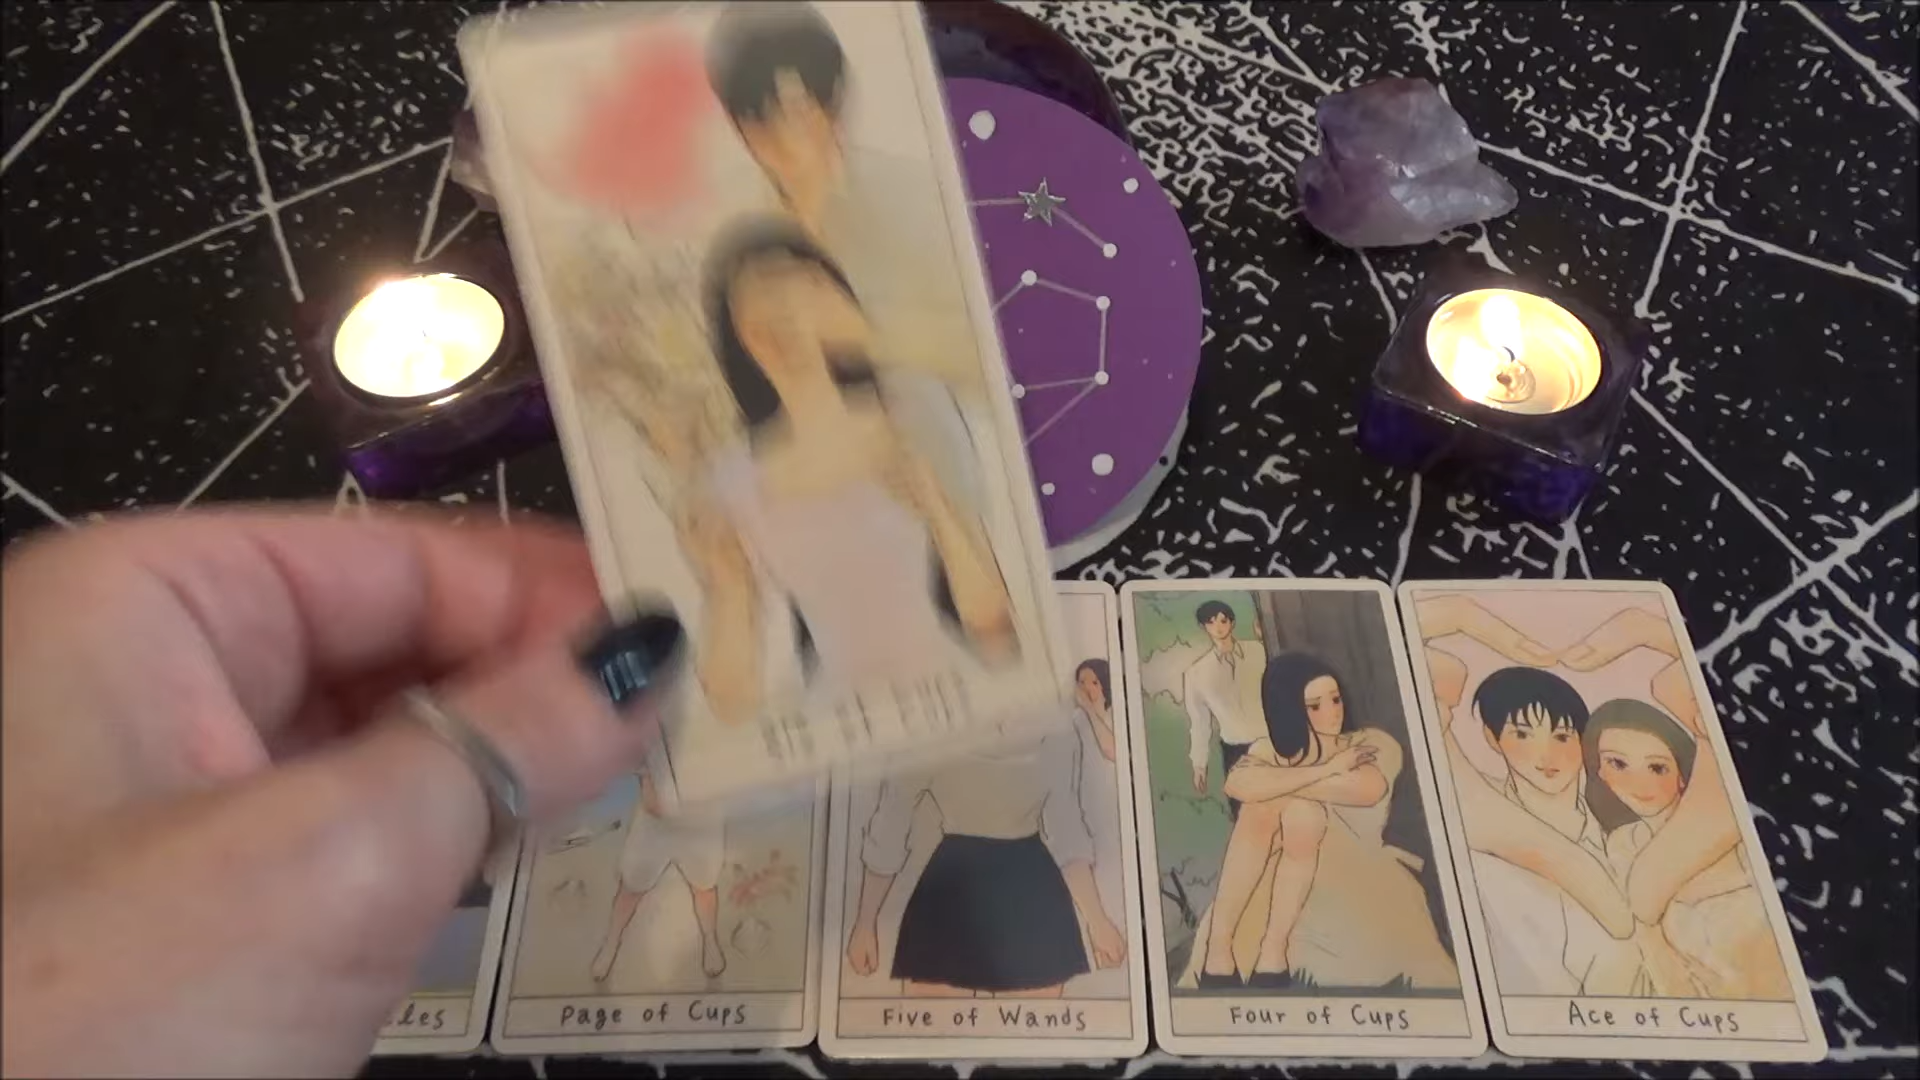 Page of Cups
Five of Wands
Four of Cups
Ace of Cups